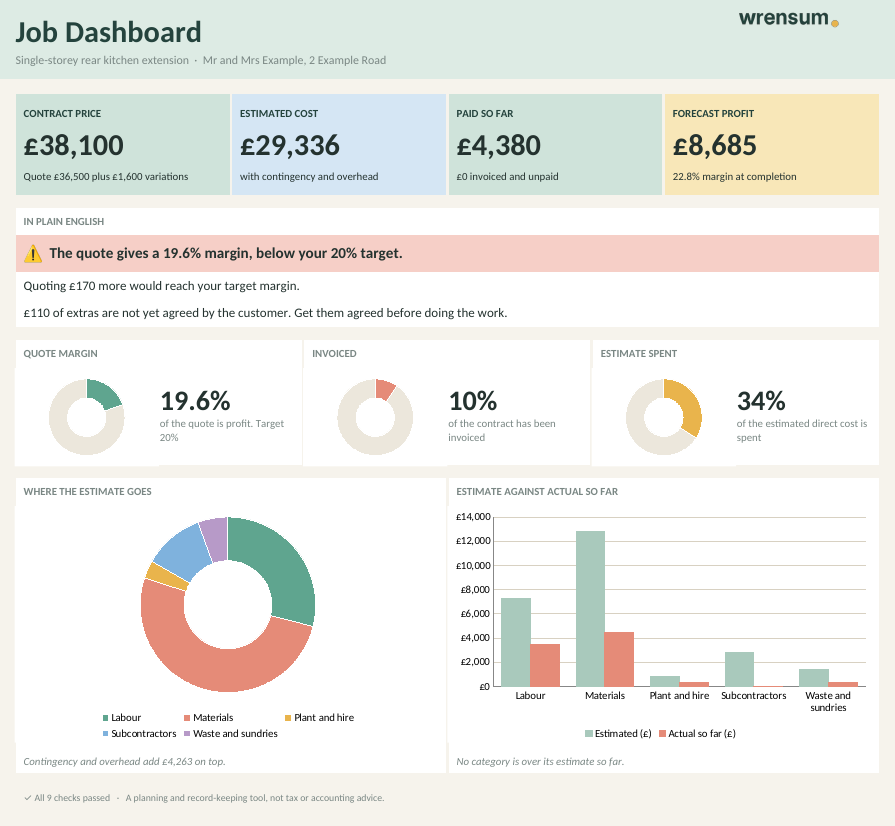 Job Dashboard
wrensum.
Single-storey rear kitchen extension · Mr and Mrs Example, 2 Example Road
CONTRACT PRICE
£38,100
Quote £36,500 plus £1,600 variations
ESTIMATED COST
£29,336
with contingency and overhead
PAID SO FAR
£4,380
£0 invoiced and unpaid
FORECAST PROFIT
£8,685
22.8% margin at completion
IN PLAIN ENGLISH
⚠️ The quote gives a 19.6% margin, below your 20% target.
Quoting £170 more would reach your target margin.
£110 of extras are not yet agreed by the customer. Get them agreed before doing the work.
QUOTE MARGIN
19.6%
of the quote is profit. Target
20%
INVOICED
10%
of the contract has been
invoiced
ESTIMATE SPENT
34%
of the estimated direct cost is
spent
WHERE THE ESTIMATE GOES
Labour
Materials
Plant and hire
Subcontractors
Waste and sundries
Contingency and overhead add £4,263 on top.
ESTIMATE AGAINST ACTUAL SO FAR
£14,000
£12,000
£10,000
£8,000
£6,000
£4,000
£2,000
£0
Labour
Materials
Plant and hire
Subcontractors
Waste and
sundries
Estimated (£)
Actual so far (£)
No category is over its estimate so far.
✓ All 9 checks passed · A planning and record-keeping tool, not tax or accounting advice.